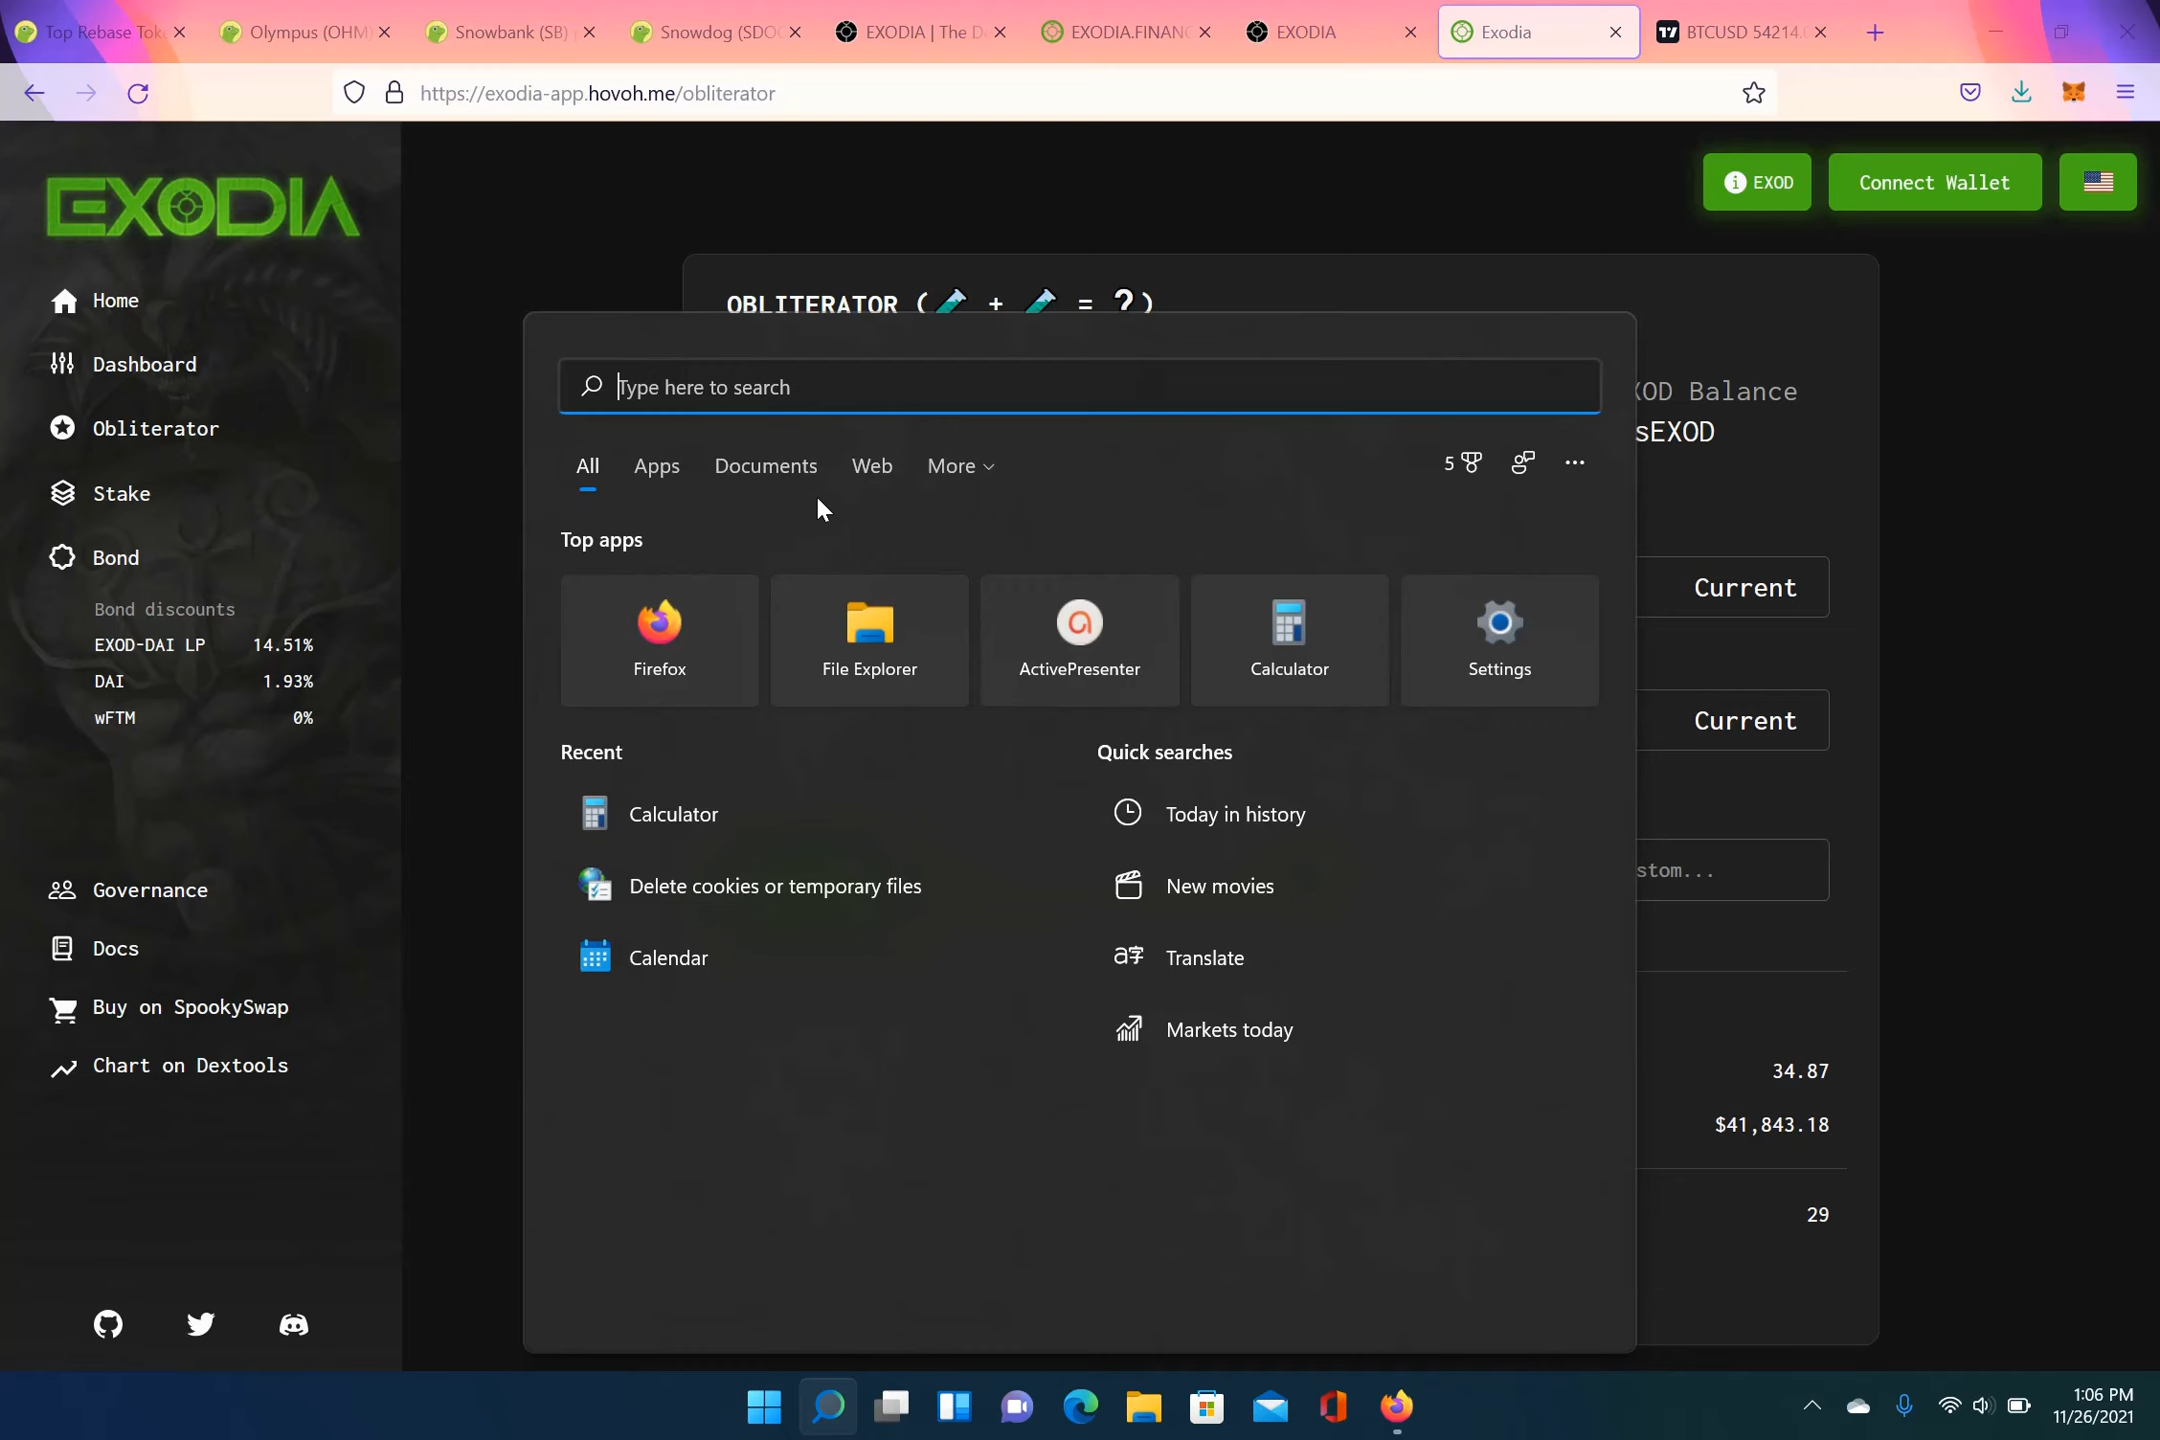 Top Rebase Toke
Olympus (OHM)
Snowbank (SB)
Snowdog (SDO
EXODIA | The D
EXODIA.FINANC
EXODIA
Exodia
BTCUSD 54214.
https://exodia-app.hovoh.me/obliterator
EXODIA
EXOD
Connect Wallet
Home
Dashboard
Obliterator
Stake
Bond
Bond discounts
EXOD-DAI LP 14.51%
DAI 1.93%
wFTM 0%
Governance
Docs
Buy on SpookySwap
Chart on Dextools
OBLITERATOR ( + = ?)
Type here to search
All Apps Documents Web More
5
Top apps
Firefox
File Explorer
ActivePresenter
Calculator
Settings
Recent
Calculator
Delete cookies or temporary files
Calendar
Quick searches
Today in history
New movies
Translate
Markets today
XOD Balance
sEXOD
Current
Current
stom...
34.87
$41,843.18
29
1:06 PM
11/26/2021